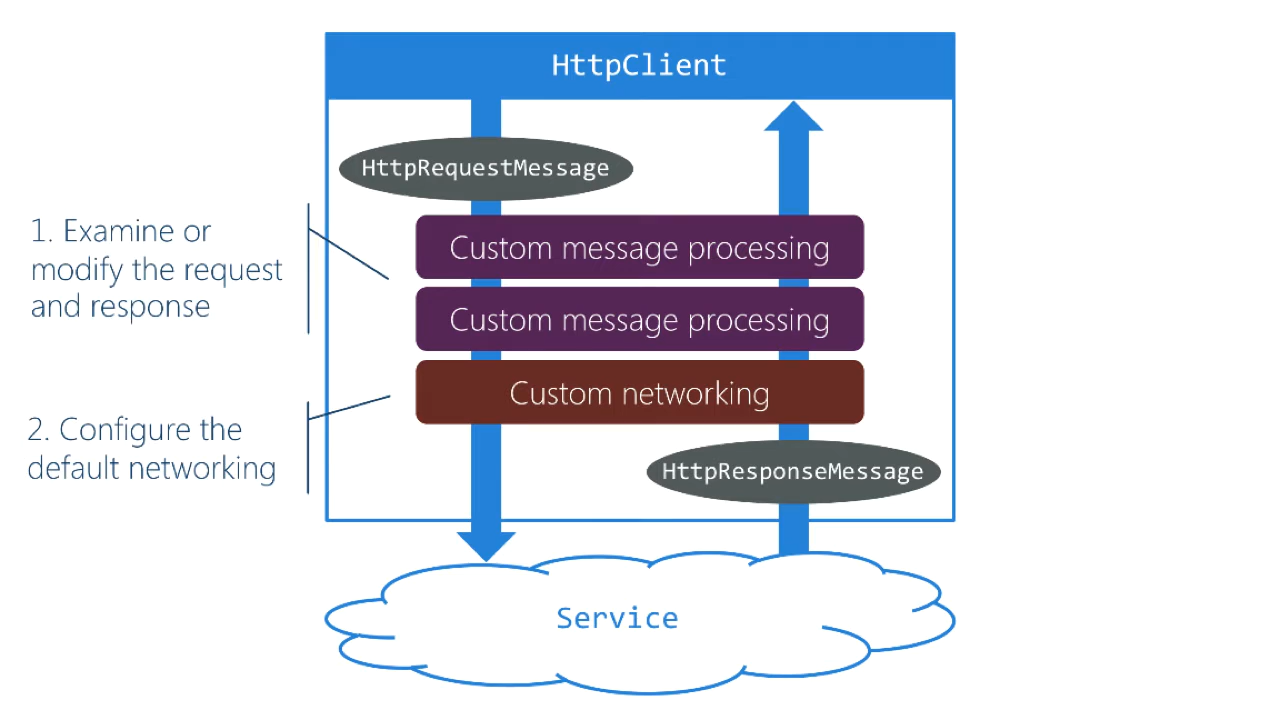 HttpClient
HttpRequestMessage
1. Examine or
modify the request
and response
Custom message processing
Custom message processing
Custom networking
2. Configure the
default networking
HttpResponseMessage
Service